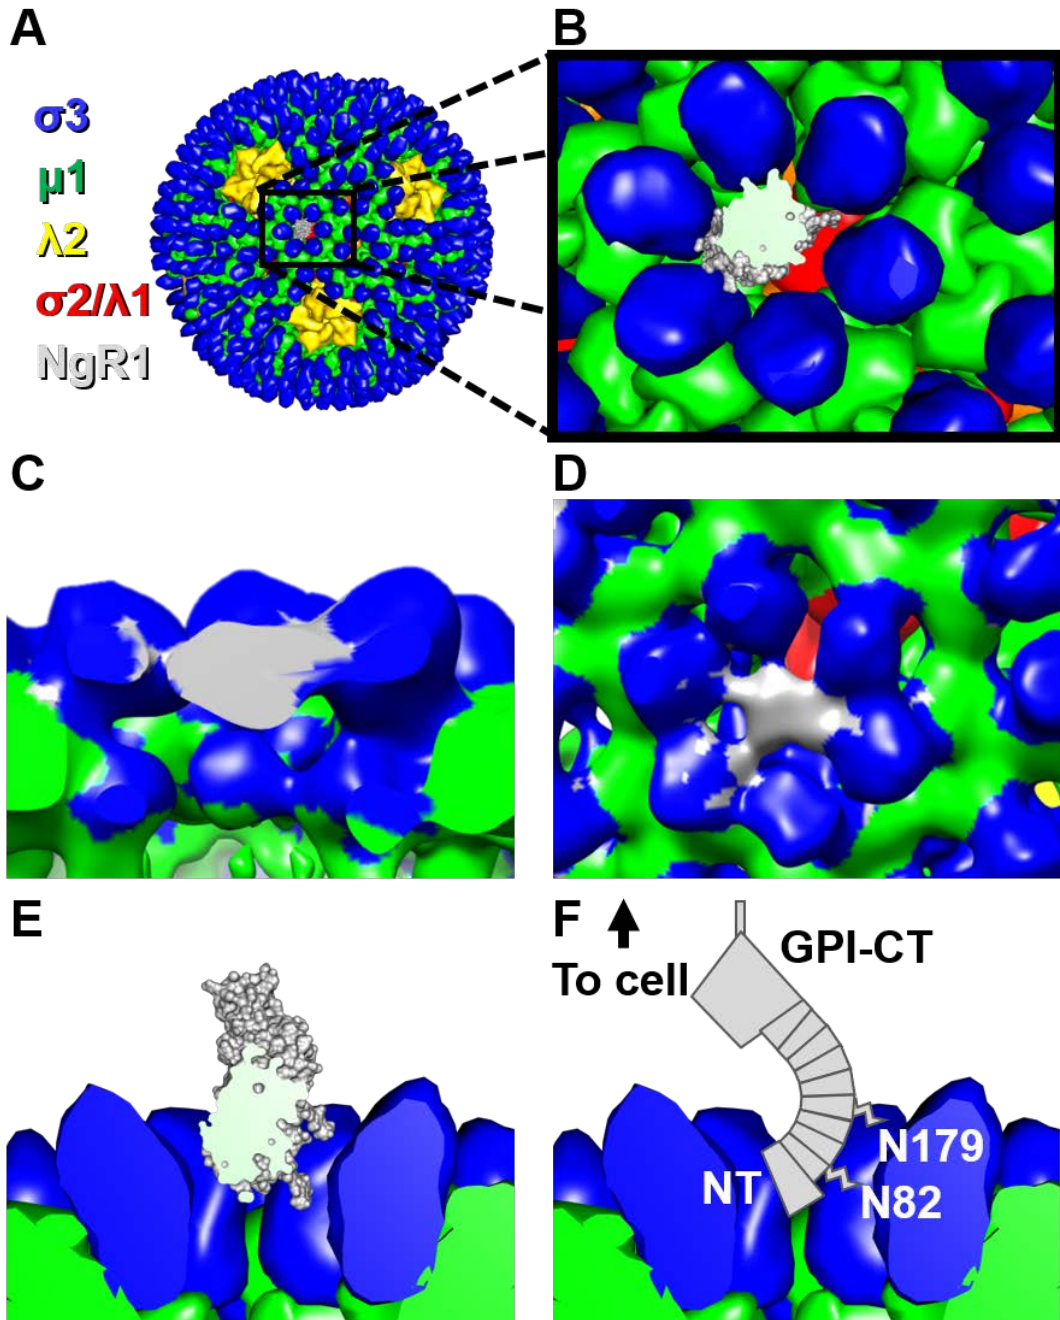 A
B
σ3
μ1
λ2
σ2/λ1
NgR1
C
D
E
F
To cell
GPI-CT
NT
N179
N82